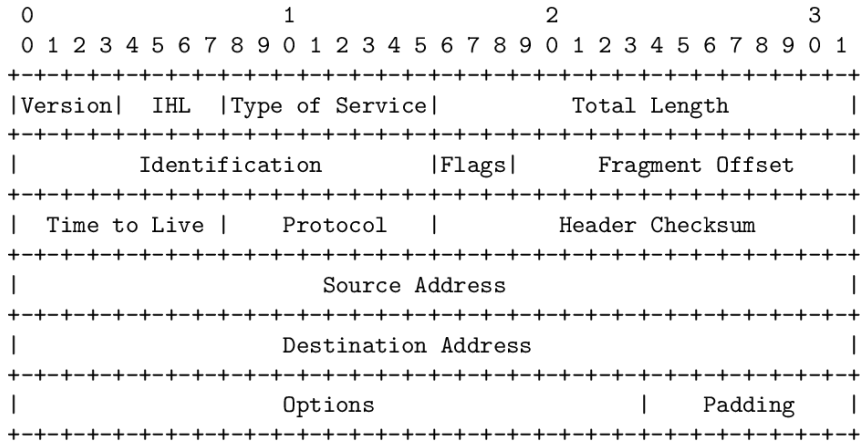 0                   1                   2                   3
 0 1 2 3 4 5 6 7 8 9 0 1 2 3 4 5 6 7 8 9 0 1 2 3 4 5 6 7 8 9 0 1
+-+-+-+-+-+-+-+-+-+-+-+-+-+-+-+-+-+-+-+-+-+-+-+-+-+-+-+-+-+-+-+-+
|Version|  IHL  |Type of Service|          Total Length         |
+-+-+-+-+-+-+-+-+-+-+-+-+-+-+-+-+-+-+-+-+-+-+-+-+-+-+-+-+-+-+-+-+
|         Identification        |Flags|      Fragment Offset    |
+-+-+-+-+-+-+-+-+-+-+-+-+-+-+-+-+-+-+-+-+-+-+-+-+-+-+-+-+-+-+-+-+
|  Time to Live |    Protocol   |         Header Checksum       |
+-+-+-+-+-+-+-+-+-+-+-+-+-+-+-+-+-+-+-+-+-+-+-+-+-+-+-+-+-+-+-+-+
|                       Source Address                          |
+-+-+-+-+-+-+-+-+-+-+-+-+-+-+-+-+-+-+-+-+-+-+-+-+-+-+-+-+-+-+-+-+
|                    Destination Address                        |
+-+-+-+-+-+-+-+-+-+-+-+-+-+-+-+-+-+-+-+-+-+-+-+-+-+-+-+-+-+-+-+-+
|                    Options                    |    Padding    |
+-+-+-+-+-+-+-+-+-+-+-+-+-+-+-+-+-+-+-+-+-+-+-+-+-+-+-+-+-+-+-+-+